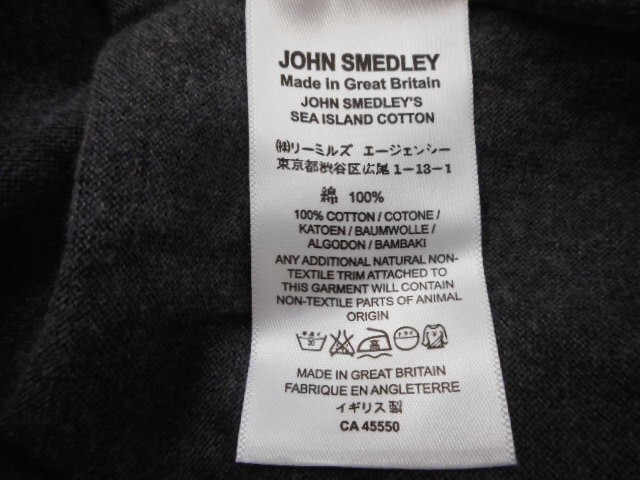 JOHN SMEDLEY
Made in Great Britain
JOHN SMEDLEY'S
SEA ISLAND COTTON
㈱リーミルズ エージェンシー
東京都渋谷区広尾1-13-1
綿 100%
100% COTTON / COTONE /
KATOEN / BAUMWOLLE /
ALGODON / BAMBAKI
ANY ADDITIONAL NATURAL NON-
TEXTILE TRIM ATTACHED TO
THIS GARMENT WILL CONTAIN
NON-TEXTILE PARTS OF ANIMAL
ORIGIN
高 ドライ
MADE IN GREAT BRITAIN
FABRIQUE EN ANGLETERRE
イギリス製
CA 45550